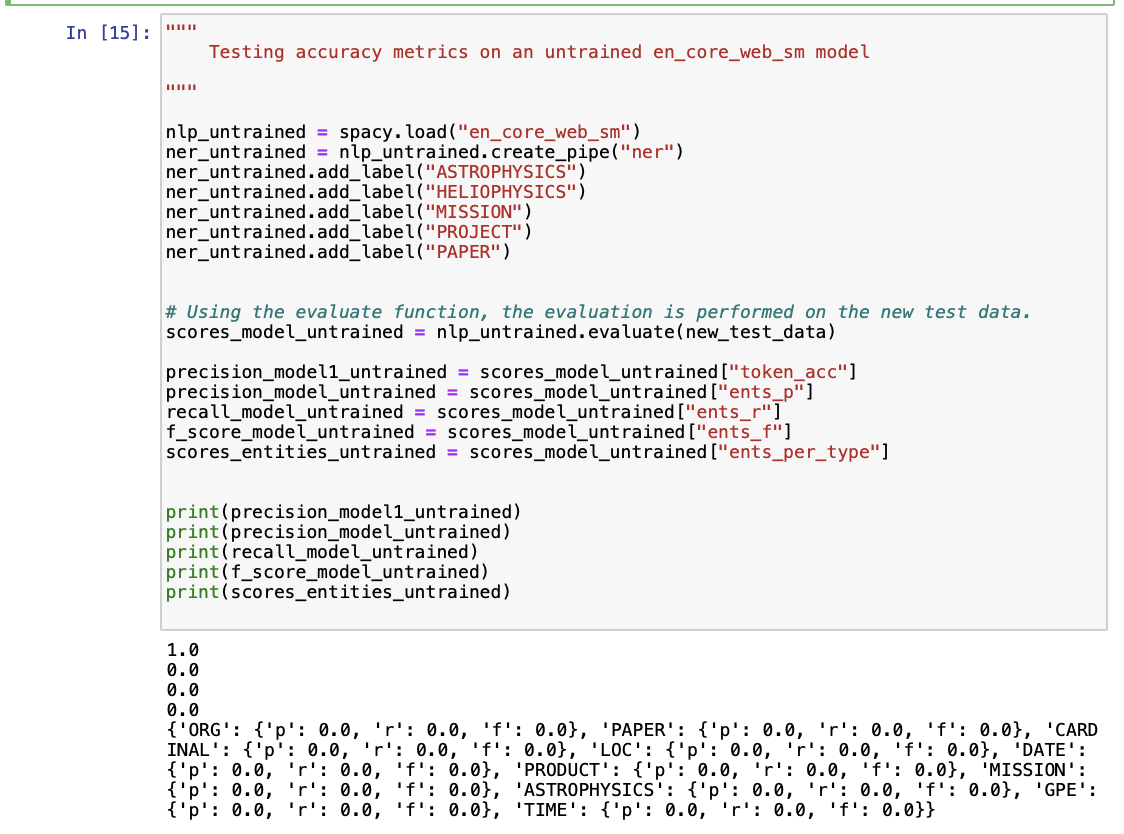 In [15]:
"""
Testing accuracy metrics on an untrained en_core_web_sm model
"""
nlp_untrained = spacy.load("en_core_web_sm")
ner_untrained = nlp_untrained.create_pipe("ner")
ner_untrained.add_label("ASTROPHYSICS")
ner_untrained.add_label("HELIOPHYSICS")
ner_untrained.add_label("MISSION")
ner_untrained.add_label("PROJECT")
ner_untrained.add_label("PAPER")
# Using the evaluate function, the evaluation is performed on the new test data.
scores_model_untrained = nlp_untrained.evaluate(new_test_data)
precision_model1_untrained = scores_model_untrained["token_acc"]
precision_model_untrained = scores_model_untrained["ents_p"]
recall_model_untrained = scores_model_untrained["ents_r"]
f_score_model_untrained = scores_model_untrained["ents_f"]
scores_entities_untrained = scores_model_untrained["ents_per_type"]
print(precision_model1_untrained)
print(precision_model_untrained)
print(recall_model_untrained)
print(f_score_model_untrained)
print(scores_entities_untrained)
1.0
0.0
0.0
0.0
{'ORG': {'p': 0.0, 'r': 0.0, 'f': 0.0}, 'PAPER': {'p': 0.0, 'r': 0.0, 'f': 0.0}, 'CARD
INAL': {'p': 0.0, 'r': 0.0, 'f': 0.0}, 'LOC': {'p': 0.0, 'r': 0.0, 'f': 0.0}, 'DATE':
{'p': 0.0, 'r': 0.0, 'f': 0.0}, 'PRODUCT': {'p': 0.0, 'r': 0.0, 'f': 0.0}, 'MISSION':
{'p': 0.0, 'r': 0.0, 'f': 0.0}, 'ASTROPHYSICS': {'p': 0.0, 'r': 0.0, 'f': 0.0}, 'GPE':
{'p': 0.0, 'r': 0.0, 'f': 0.0}, 'TIME': {'p': 0.0, 'r': 0.0, 'f': 0.0}}